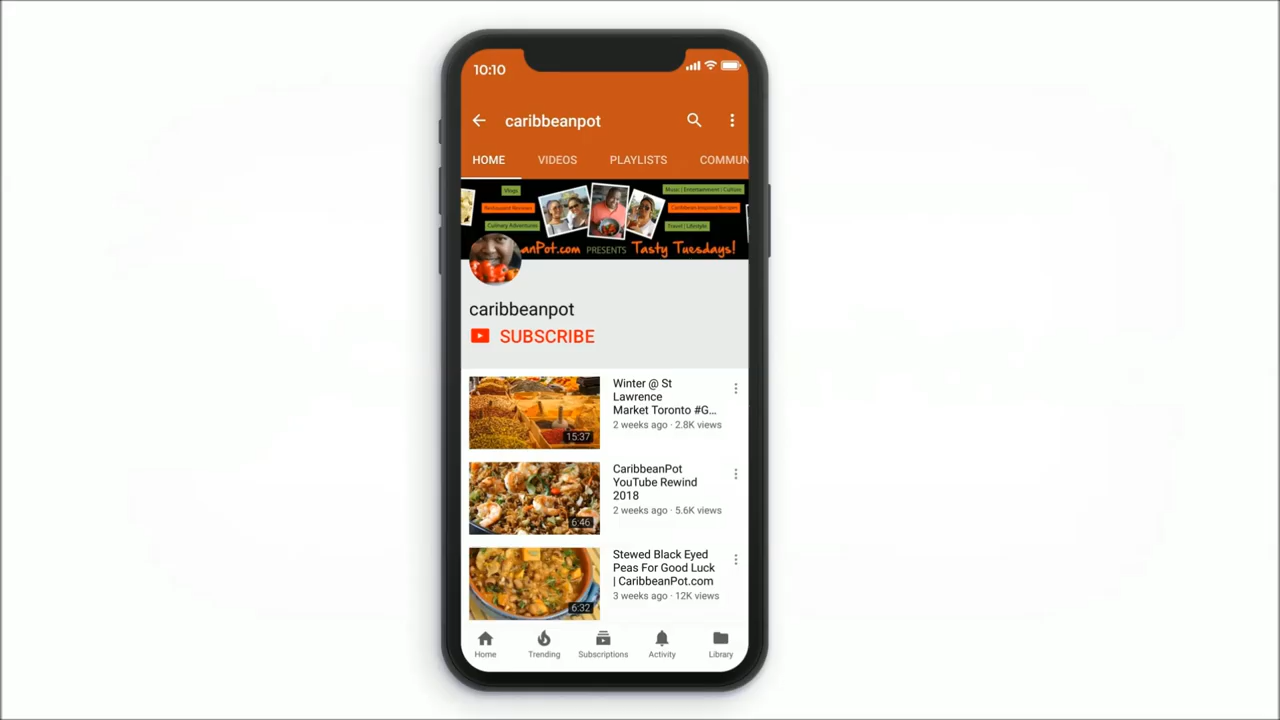 10:10
caribbeanpot
HOME VIDEOS PLAYLISTS COMMUN
Vlogs
Restaurant Reviews
Culinary Adventures
Music | Entertainment | Culture
Caribbean Inspired Recipes
Travel | Lifestyle
anPot.com PRESENTS Tasty Tuesdays!
caribbeanpot
SUBSCRIBE
Winter @ St
Lawrence
Market Toronto #G...
2 weeks ago · 2.8K views
15:37
CaribbeanPot
YouTube Rewind
2018
2 weeks ago · 5.6K views
6:46
Stewed Black Eyed
Peas For Good Luck
| CaribbeanPot.com
3 weeks ago · 12K views
6:32
Home Trending Subscriptions Activity Library